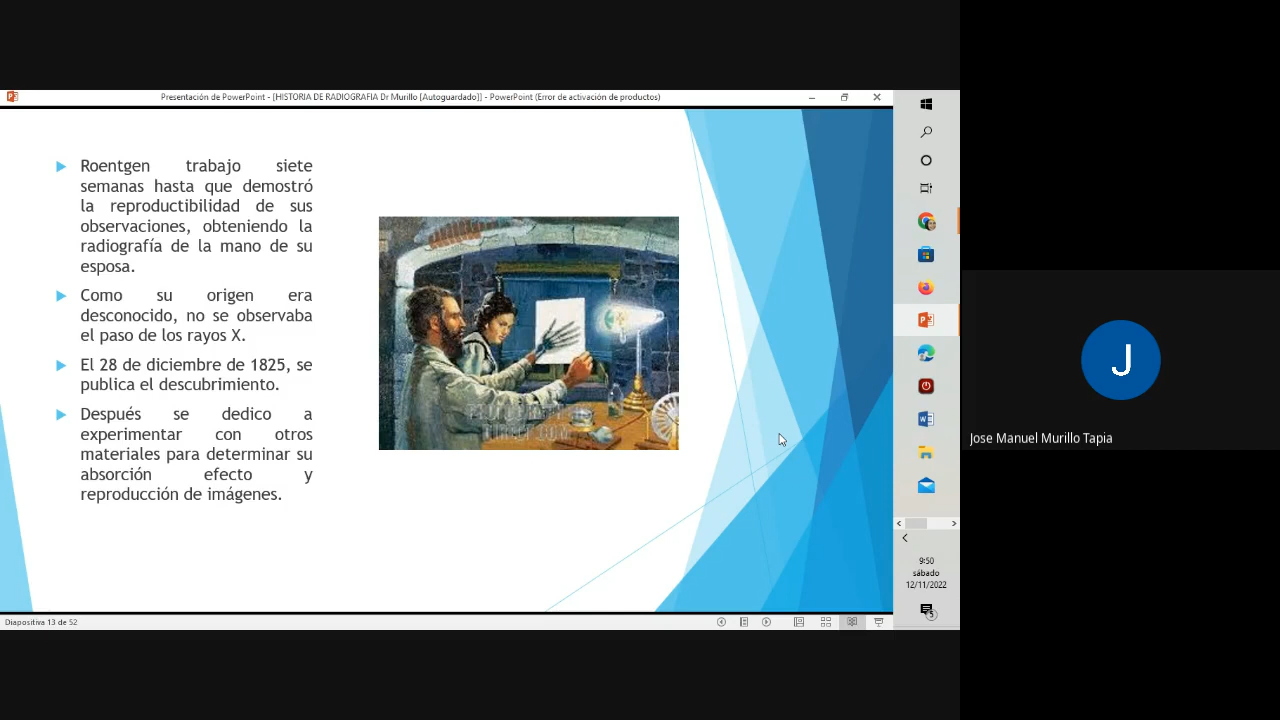 Presentación de PowerPoint - [HISTORIA DE RADIOGRAFIA Dr Murillo [Autoguardado]] - PowerPoint (Error de activación de productos)
Roentgen trabajo siete
semanas hasta que demostró
la reproductibilidad de sus
observaciones, obteniendo la
radiografía de la mano de su
esposa.
Como su origen era
desconocido, no se observaba
el paso de los rayos X.
El 28 de diciembre de 1825, se
publica el descubrimiento.
Después se dedico a
experimentar con otros
materiales para determinar su
absorción efecto y
reproducción de imágenes.
Diapositiva 13 de 52
9:50
sábado
12/11/2022
5
J
Jose Manuel Murillo Tapia